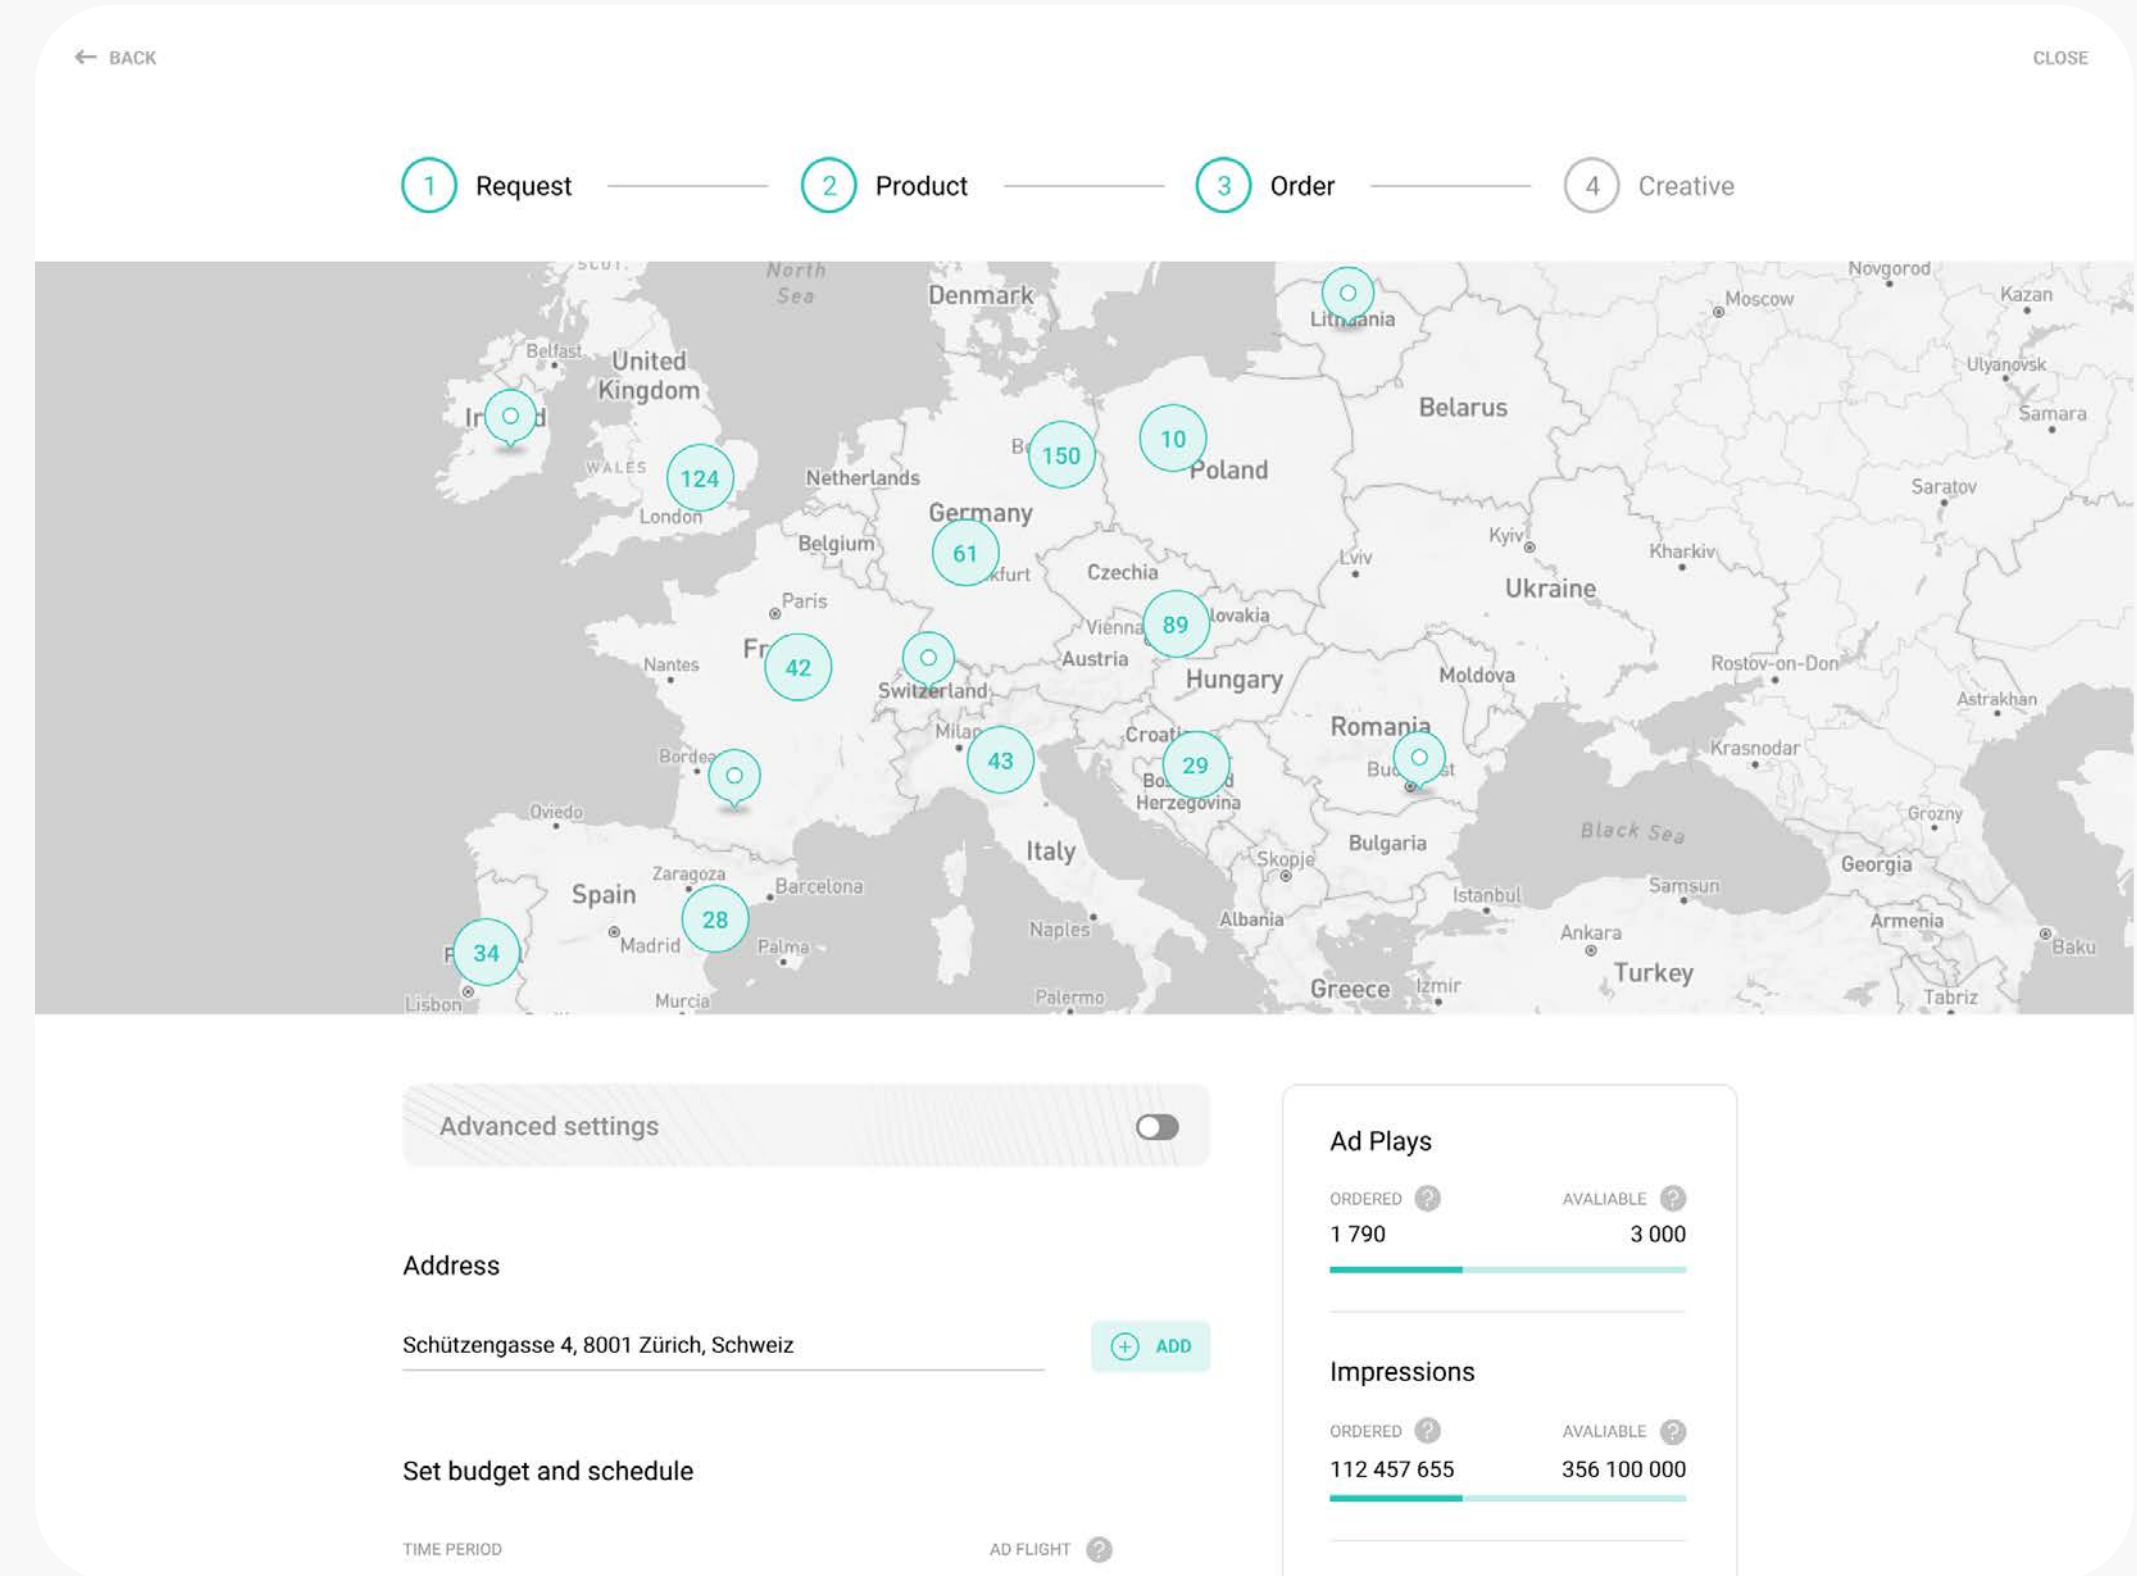 BACK
CLOSE
1 Request
2 Product
3 Order
4 Creative
North
Sea
Denmark
Novgorod
Moscow
Kazan
Belfast
United
Kingdom
Ulyanovsk
Belarus
Samara
10
150
Poland
124
WALES
Netherlands
Saratov
London
Germany
Kyiv
Belgium
61
Lviv
Kharkiv
Czechia
Ukraine
Paris
Vienna
89
42
Nantes
Austria
Rostov-on-Don
Hungary
Moldova
Switzerland
Astrakhan
Romania
43
29
Krasnodar
Herzegovina
Oviedo
Grozny
Black Sea
Italy
Bulgaria
Skopje
Georgia
Zaragoza
Barcelona
Spain
Istanbul
Samsun
28
Naples
Albania
Armenia
Madrid
Palma
Ankara
Baku
34
Turkey
Greece
Izmir
Lisbon
Murcia
Palermo
Tabriz
Advanced settings
Ad Plays
ORDERED ?
AVALIABLE ?
1 790
3 000
Address
Schützengasse 4, 8001 Zürich, Schweiz
ADD
Impressions
ORDERED ?
AVALIABLE ?
112 457 655
356 100 000
Set budget and schedule
TIME PERIOD
AD FLIGHT ?